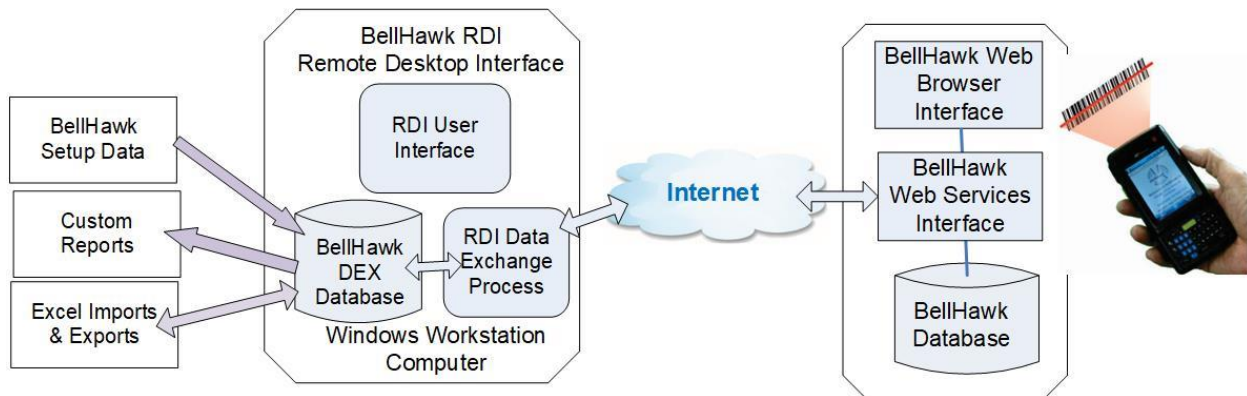 BellHawk RDI
Remote Desktop Interface
RDI User
Interface
BellHawk
Setup Data
Custom
Reports
Excel Imports
& Exports
BellHawk
DEX
Database
RDI Data
Exchange
Process
Windows Workstation
Computer
Internet
BellHawk Web
Browser
Interface
BellHawk
Web Services
Interface
BellHawk
Database